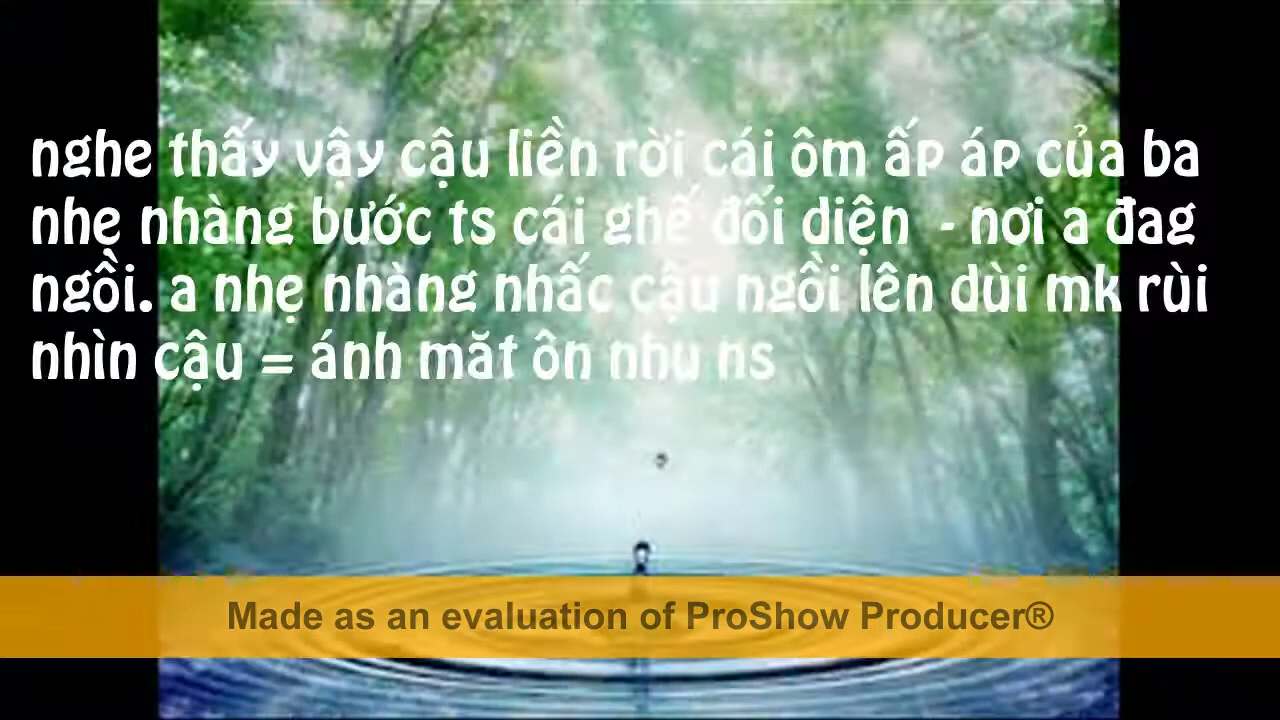 nghe thấy vậy cậu liền rời cái ôm ấp áp của ba
nhẹ nhàng bước ts cái ghế đối diện - nơi a đag
ngồi. a nhẹ nhàng nhấc cậu ngồi lên dùi mk rùi
nhìn cậu = ánh mắt ôn nhu ns
Made as an evaluation of ProShow Producer®